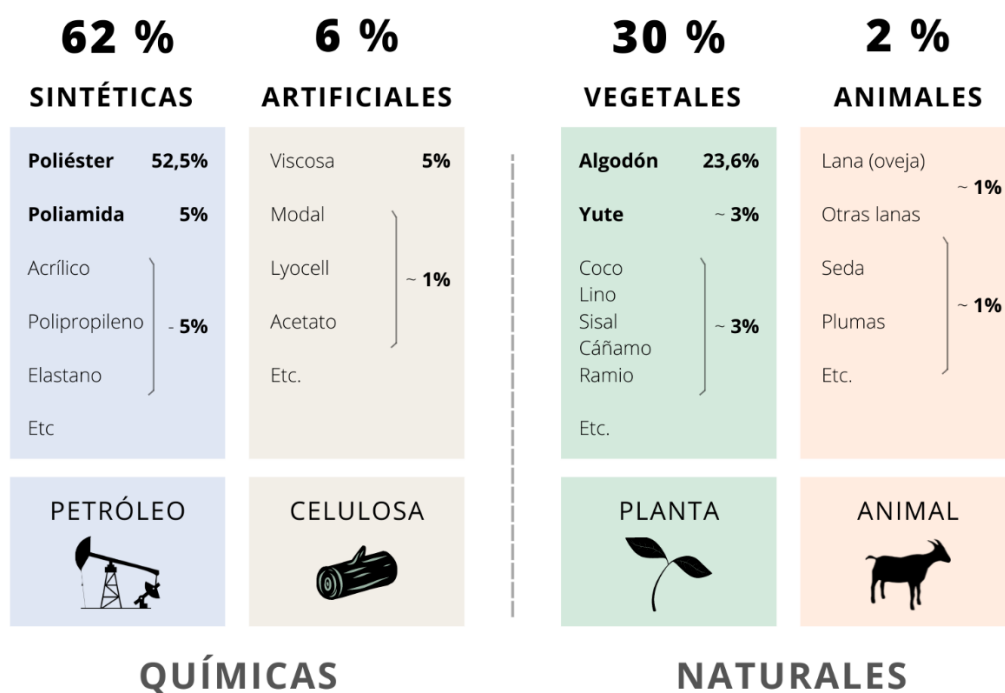 62 %
SINTÉTICAS
Poliéster 52,5%
Poliamida 5%
Acrílico
Polipropileno - 5%
Elastano
Etc
PETRÓLEO
6 %
ARTIFICIALES
Viscosa 5%
Modal
Lyocell ~ 1%
Acetato
Etc.
CELULOSA
QUÍMICAS
30 %
VEGETALES
Algodón 23,6%
Yute ~ 3%
Coco
Lino
Sisal ~ 3%
Cáñamo
Ramio
Etc.
PLANTA
2 %
ANIMALES
Lana (oveja)
~ 1%
Otras lanas
Seda
~ 1%
Plumas
Etc.
ANIMAL
NATURALES